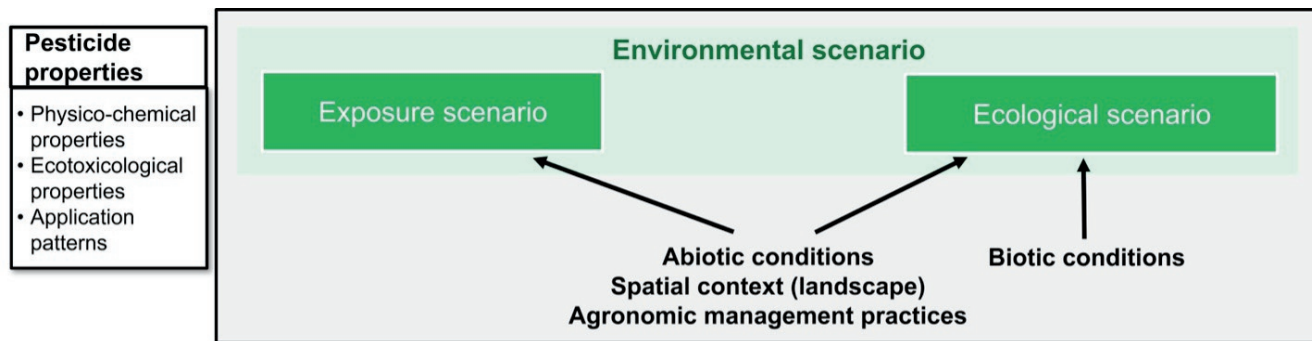 Pesticide
properties
• Physico-chemical
properties
• Ecotoxicological
properties
• Application
patterns
Environmental scenario
Exposure scenario
Ecological scenario
Abiotic conditions
Spatial context (landscape)
Agronomic management practices
Biotic conditions